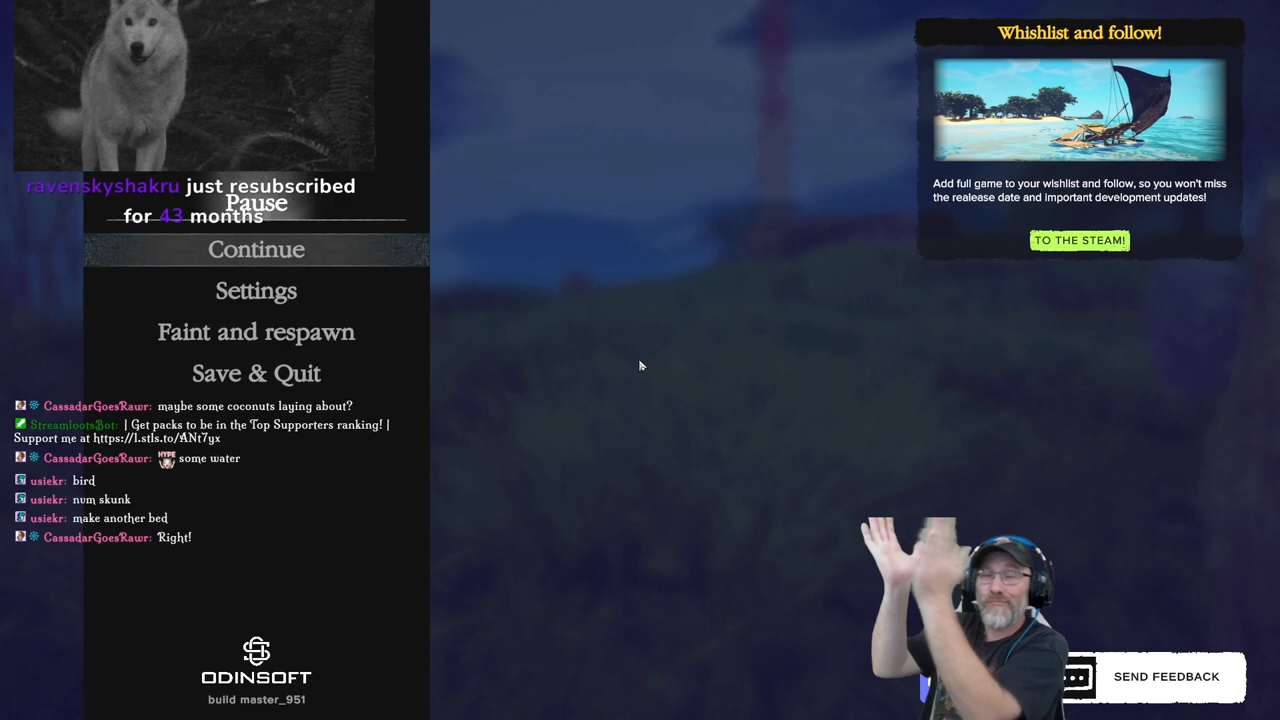 ravenskyshakru just resubscribed
for 43 months
Pause
Continue
Settings
Faint and respawn
Save & Quit
CassadarGoesRawr: maybe some coconuts laying about?
StreamlootsBot: | Get packs to be in the Top Supporters ranking! |
Support me at https://l.stls.to/ANt7yx
CassadarGoesRawr: HYPE some water
usiekr: bird
usiekr: nvm skunk
usiekr: make another bed
CassadarGoesRawr: Right!
ODINSOFT
build master_951
Whishlist and follow!
Add full game to your wishlist and follow, so you won't miss
the realease date and important development updates!
TO THE STEAM!
SEND FEEDBACK